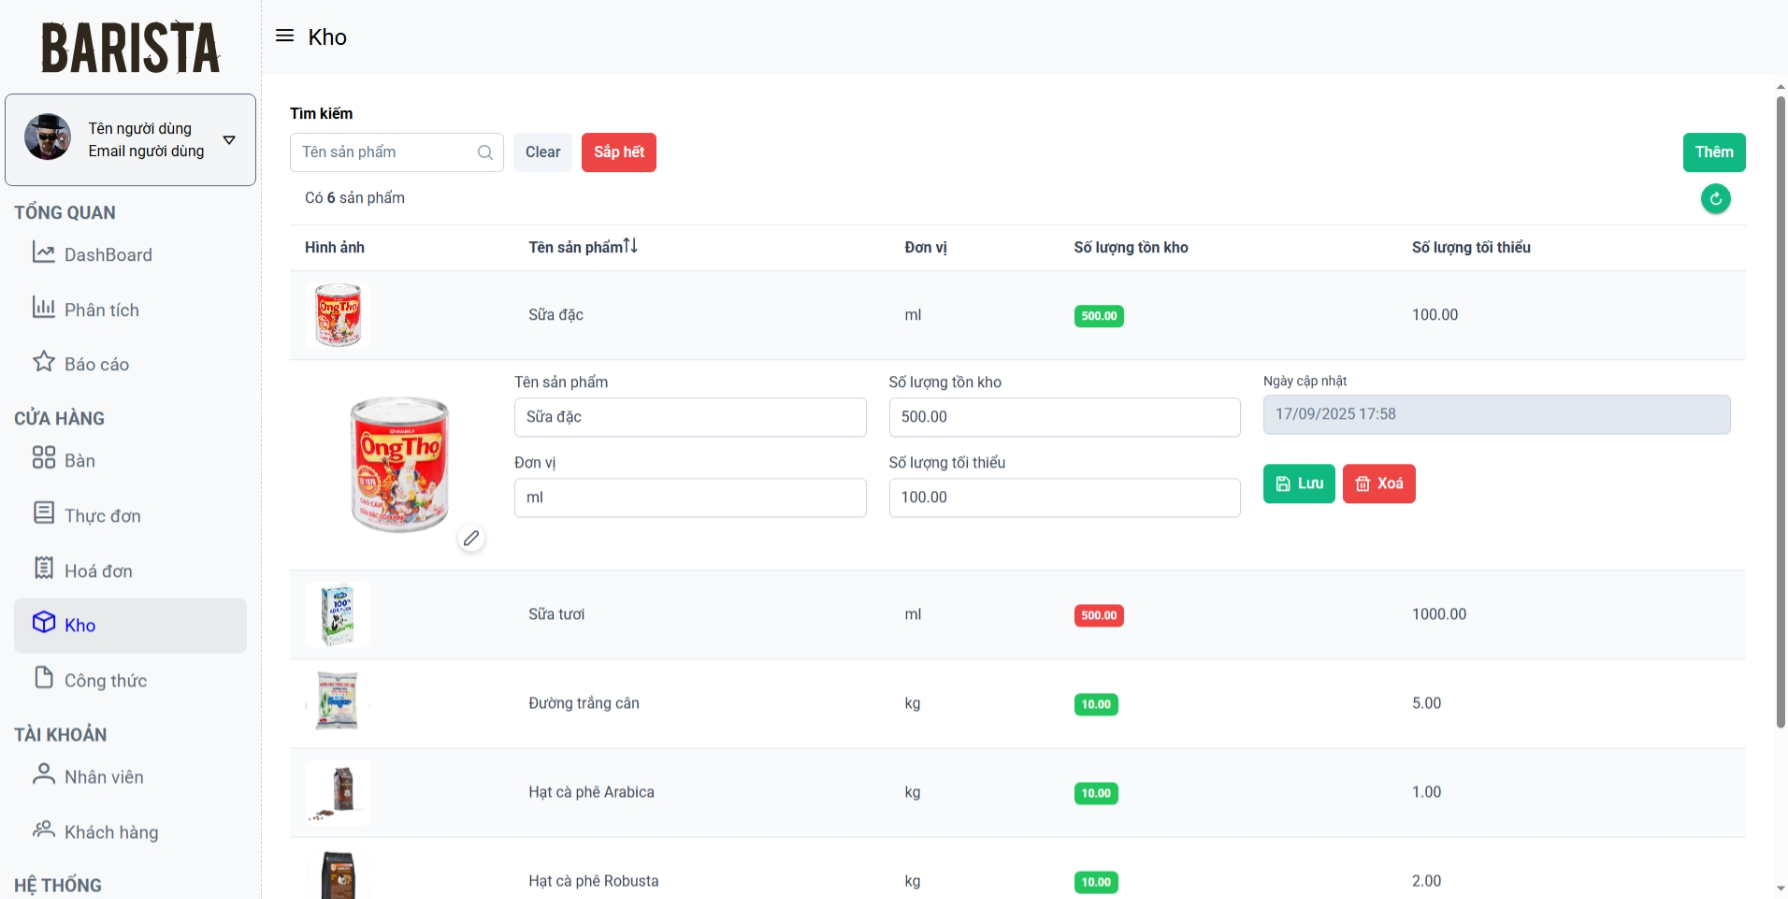 BARISTA
Kho
Tên người dùng
Email người dùng
TỔNG QUAN
DashBoard
Phân tích
Báo cáo
CỬA HÀNG
Bàn
Thực đơn
Hoá đơn
Kho
Công thức
TÀI KHOẢN
Nhân viên
Khách hàng
HỆ THỐNG
Tìm kiếm
Tên sản phẩm
Clear
Sắp hết
Thêm
Có 6 sản phẩm
Hình ảnh Tên sản phẩm Đơn vị Số lượng tồn kho Số lượng tối thiểu
Sữa đặc ml 500.00 100.00
ÔngThọ
Tên sản phẩm Số lượng tồn kho Ngày cập nhật
Sữa đặc 500.00 17/09/2025 17:58
Đơn vị Số lượng tối thiểu
ml 100.00 Lưu Xoá
Sữa tươi ml 500.00 1000.00
100%
Đường trắng cân kg 10.00 5.00
Hạt cà phê Arabica kg 10.00 1.00
Hạt cà phê Robusta kg 10.00 2.00